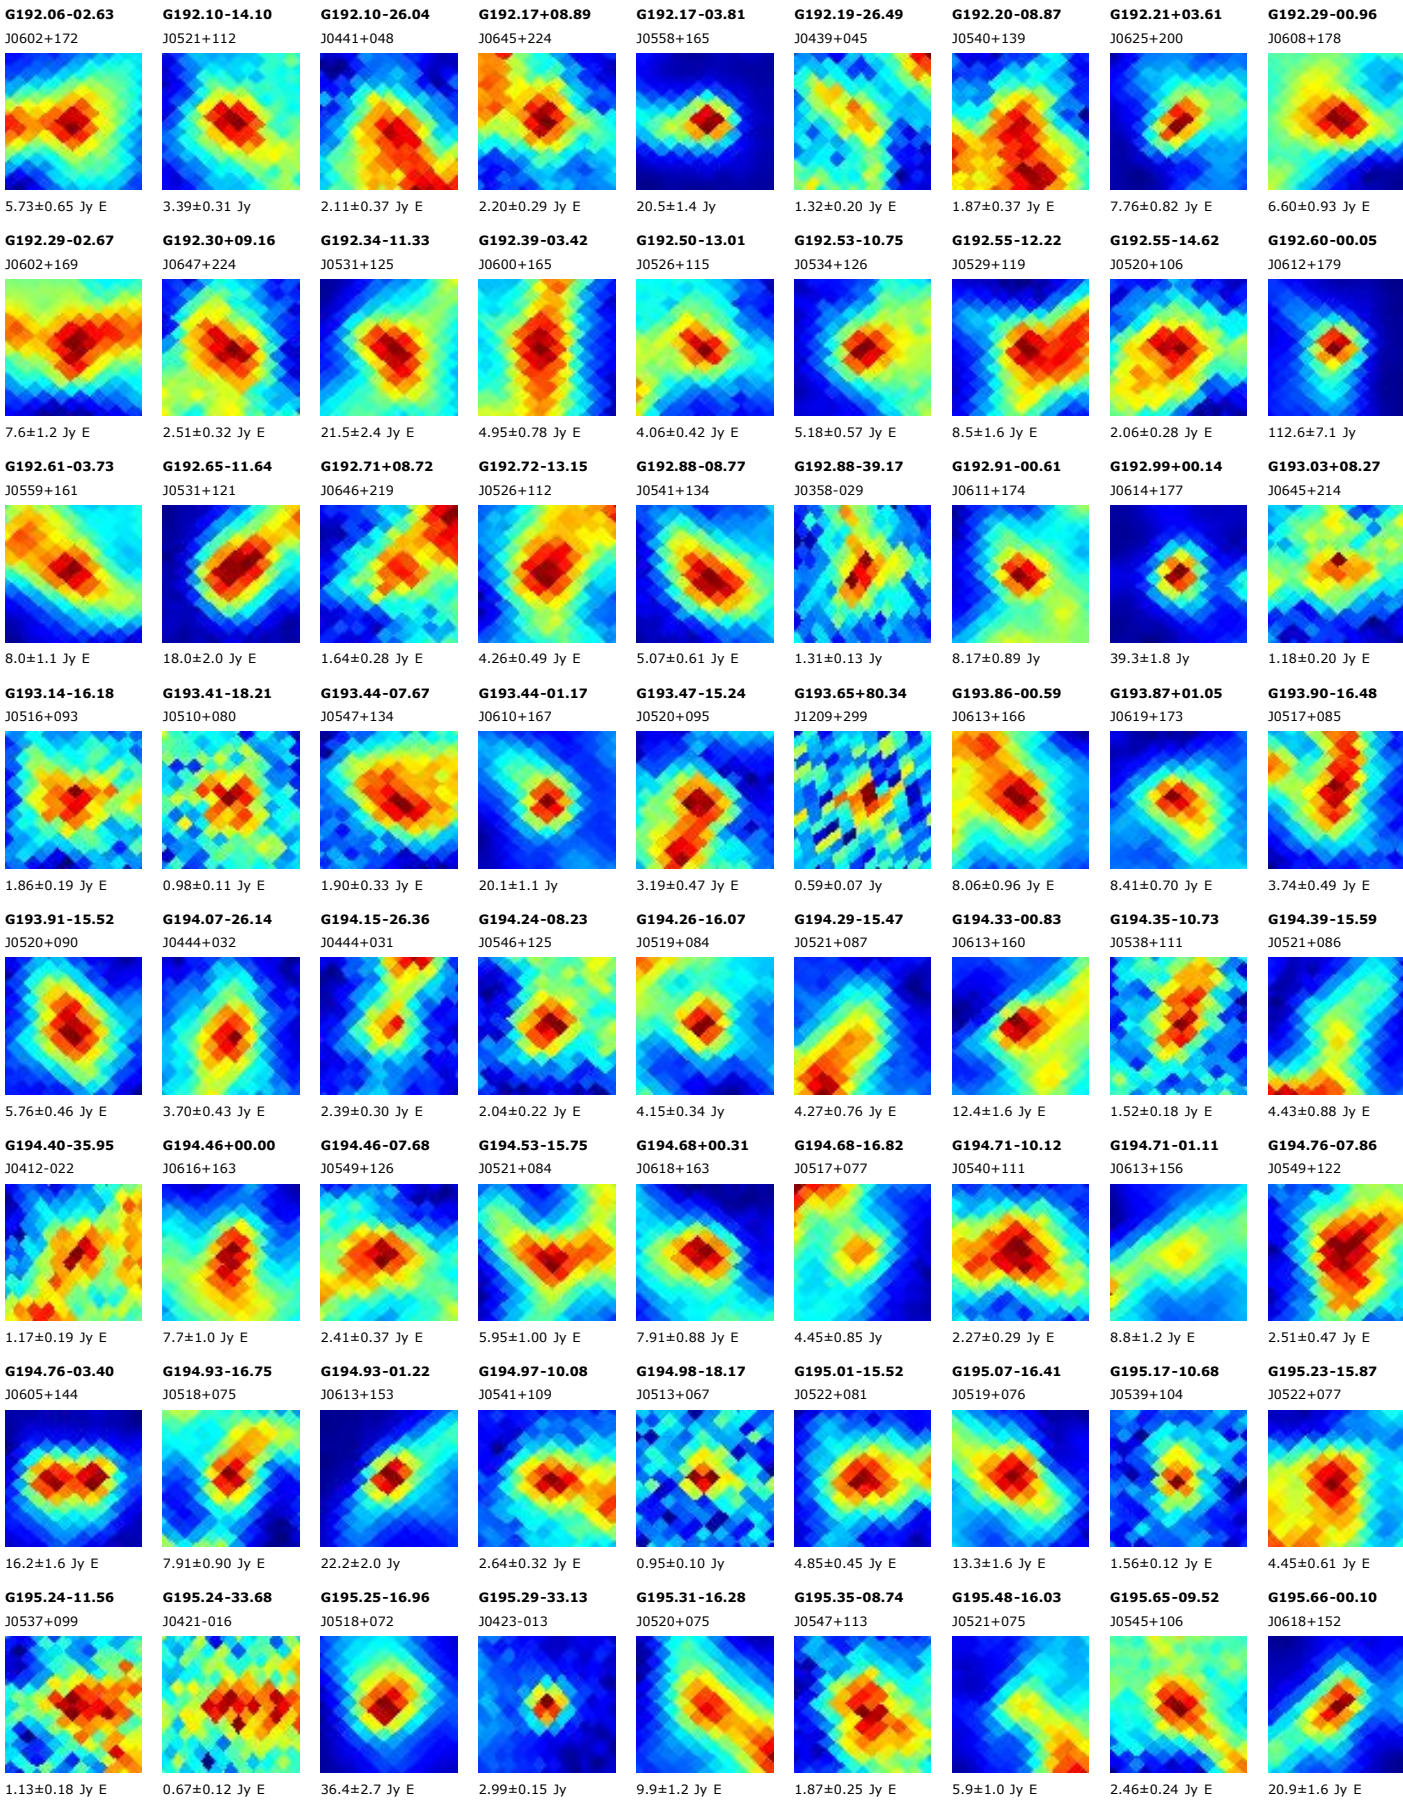 G192.06-02.63 G192.10-14.10 G192.10-26.04 G192.17+08.89 G192.17-03.81 G192.19-26.49 G192.20-08.87 G192.21+03.61 G192.29-00.96
J0602+172 J0521+112 J0441+048 J0645+224 J0558+165 J0439+045 J0540+139 J0625+200 J0608+178
5.73±0.65 Jy E 3.39±0.31 Jy 2.11±0.37 Jy E 2.20±0.29 Jy E 20.5±1.4 Jy 1.32±0.20 Jy E 1.87±0.37 Jy E 7.76±0.82 Jy E 6.60±0.93 Jy E
G192.29-02.67 G192.30+09.16 G192.34-11.33 G192.39-03.42 G192.50-13.01 G192.53-10.75 G192.55-12.22 G192.55-14.62 G192.60-00.05
J0602+169 J0647+224 J0531+125 J0600+165 J0526+115 J0534+126 J0529+119 J0520+106 J0612+179
7.6±1.2 Jy E 2.51±0.32 Jy E 21.5±2.4 Jy E 4.95±0.78 Jy E 4.06±0.42 Jy E 5.18±0.57 Jy E 8.5±1.6 Jy E 2.06±0.28 Jy E 112.6±7.1 Jy
G192.61-03.73 G192.65-11.64 G192.71+08.72 G192.72-13.15 G192.88-08.77 G192.88-39.17 G192.91-00.61 G192.99+00.14 G193.03+08.27
J0559+161 J0531+121 J0646+219 J0526+112 J0541+134 J0358-029 J0611+174 J0614+177 J0645+214
8.0±1.1 Jy E 18.0±2.0 Jy E 1.64±0.28 Jy E 4.26±0.49 Jy E 5.07±0.61 Jy E 1.31±0.13 Jy 8.17±0.89 Jy 39.3±1.8 Jy 1.18±0.20 Jy E
G193.14-16.18 G193.41-18.21 G193.44-07.67 G193.44-01.17 G193.47-15.24 G193.65+80.34 G193.86-00.59 G193.87+01.05 G193.90-16.48
J0516+093 J0510+080 J0547+134 J0610+167 J0520+095 J1209+299 J0613+166 J0619+173 J0517+085
1.86±0.19 Jy E 0.98±0.11 Jy E 1.90±0.33 Jy E 20.1±1.1 Jy 3.19±0.47 Jy E 0.59±0.07 Jy 8.06±0.96 Jy E 8.41±0.70 Jy E 3.74±0.49 Jy E
G193.91-15.52 G194.07-26.14 G194.15-26.36 G194.24-08.23 G194.26-16.07 G194.29-15.47 G194.33-00.83 G194.35-10.73 G194.39-15.59
J0520+090 J0444+032 J0444+031 J0546+125 J0519+084 J0521+087 J0613+160 J0538+111 J0521+086
5.76±0.46 Jy E 3.70±0.43 Jy E 2.39±0.30 Jy E 2.04±0.22 Jy E 4.15±0.34 Jy 4.27±0.76 Jy E 12.4±1.6 Jy E 1.52±0.18 Jy E 4.43±0.88 Jy E
G194.40-35.95 G194.46+00.00 G194.46-07.68 G194.53-15.75 G194.68+00.31 G194.68-16.82 G194.71-10.12 G194.71-01.11 G194.76-07.86
J0412-022 J0616+163 J0549+126 J0521+084 J0618+163 J0517+077 J0540+111 J0613+156 J0549+122
1.17±0.19 Jy E 7.7±1.0 Jy E 2.41±0.37 Jy E 5.95±1.00 Jy E 7.91±0.88 Jy E 4.45±0.85 Jy 2.27±0.29 Jy E 8.8±1.2 Jy E 2.51±0.47 Jy E
G194.76-03.40 G194.93-16.75 G194.93-01.22 G194.97-10.08 G194.98-18.17 G195.01-15.52 G195.07-16.41 G195.17-10.68 G195.23-15.87
J0605+144 J0518+075 J0613+153 J0541+109 J0513+067 J0522+081 J0519+076 J0539+104 J0522+077
16.2±1.6 Jy E 7.91±0.90 Jy E 22.2±2.0 Jy 2.64±0.32 Jy E 0.95±0.10 Jy 4.85±0.45 Jy E 13.3±1.6 Jy E 1.56±0.12 Jy E 4.45±0.61 Jy E
G195.24-11.56 G195.24-33.68 G195.25-16.96 G195.29-33.13 G195.31-16.28 G195.35-08.74 G195.48-16.03 G195.65-09.52 G195.66-00.10
J0537+099 J0421-016 J0518+072 J0423-013 J0520+075 J0547+113 J0521+075 J0545+106 J0618+152
1.13±0.18 Jy E 0.67±0.12 Jy E 36.4±2.7 Jy E 2.99±0.15 Jy 9.9±1.2 Jy E 1.87±0.25 Jy E 5.9±1.0 Jy E 2.46±0.24 Jy E 20.9±1.6 Jy E